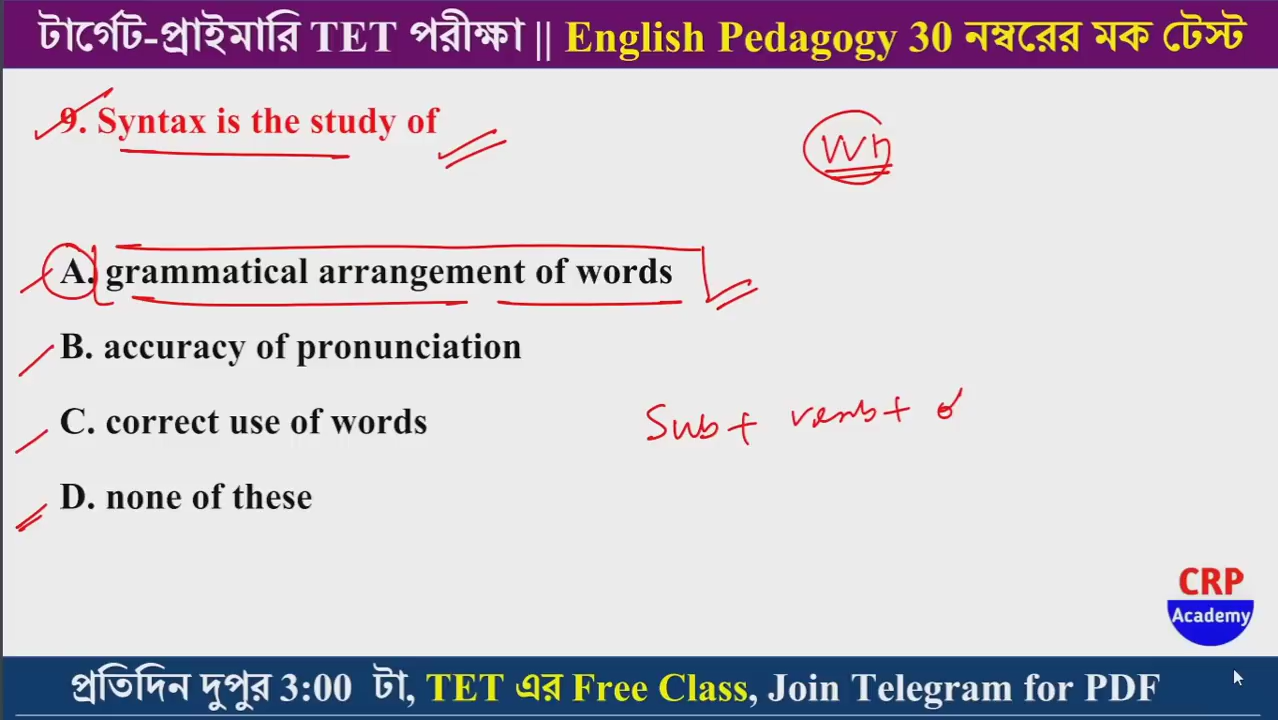 টার্গেট-প্রাইমারি TET পরীক্ষা || English Pedagogy 30 নম্বরের মক টেস্ট
9. Syntax is the study of
Wh
A. grammatical arrangement of words
B. accuracy of pronunciation
C. correct use of words
Sub + verb + o
D. none of these
CRP
Academy
প্রতিদিন দুপুর 3:00 টা, TET এর Free Class, Join Telegram for PDF